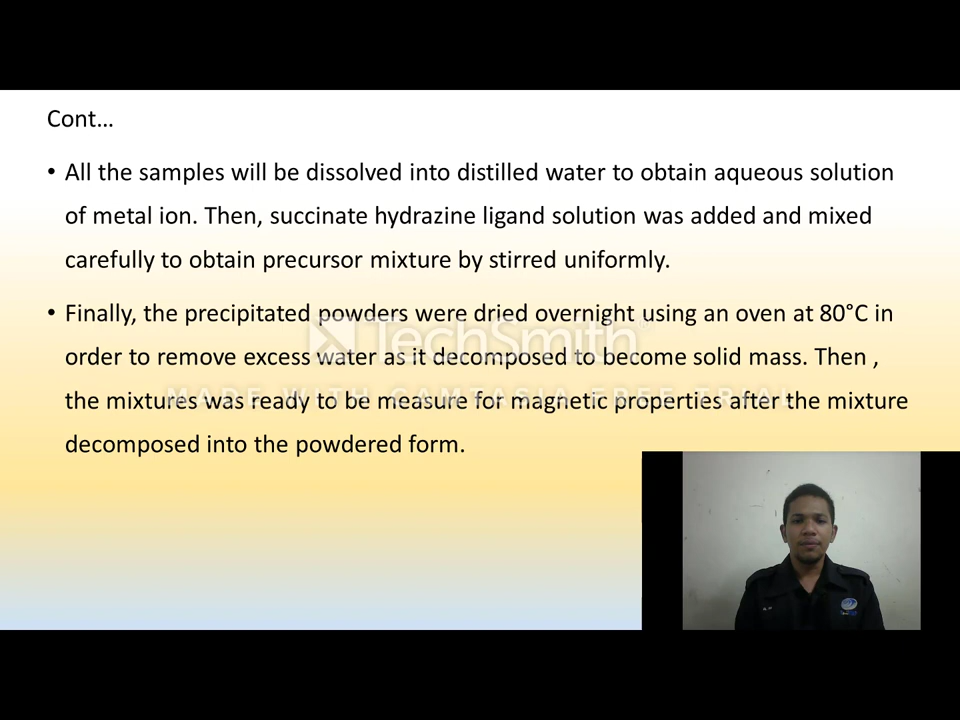 Cont…
• All the samples will be dissolved into distilled water to obtain aqueous solution
of metal ion. Then, succinate hydrazine ligand solution was added and mixed
carefully to obtain precursor mixture by stirred uniformly.
• Finally, the precipitated powders were dried overnight using an oven at 80°C in
order to remove excess water as it decomposed to become solid mass. Then ,
the mixtures was ready to be measure for magnetic properties after the mixture
decomposed into the powdered form.
TechSmith
MADE WITH CAMTASIA FREE TRIAL